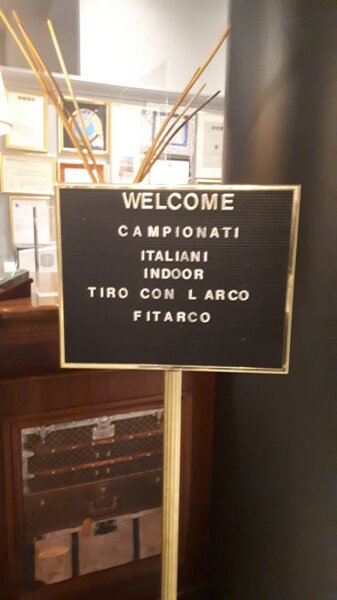 WELCOME
CAMPIONATI
ITALIANI
INDOOR
TIRO CON L ARCO
FITARCO